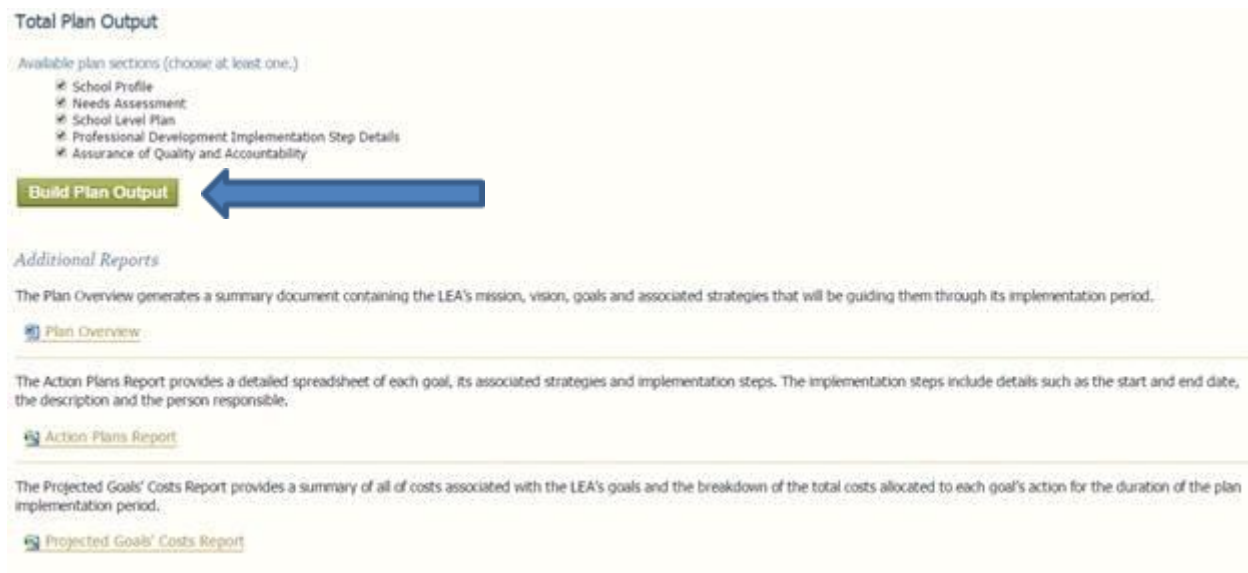 Total Plan Output
Available plan sections (choose at least one.)
School Profile
Needs Assessment
School Level Plan
Professional Development Implementation Step Details
Assurance of Quality and Accountability
Build Plan Output
Additional Reports
The Plan Overview generates a summary document containing the LEA's mission, vision, goals and associated strategies that will be guiding them through its implementation period.
Plan Overview
The Action Plans Report provides a detailed spreadsheet of each goal, its associated strategies and implementation steps. The implementation steps include details such as the start and end date,
the description and the person responsible.
Action Plans Report
The Projected Goals' Costs Report provides a summary of all of costs associated with the LEA's goals and the breakdown of the total costs allocated to each goal's action for the duration of the plan
implementation period.
Projected Goals' Costs Report